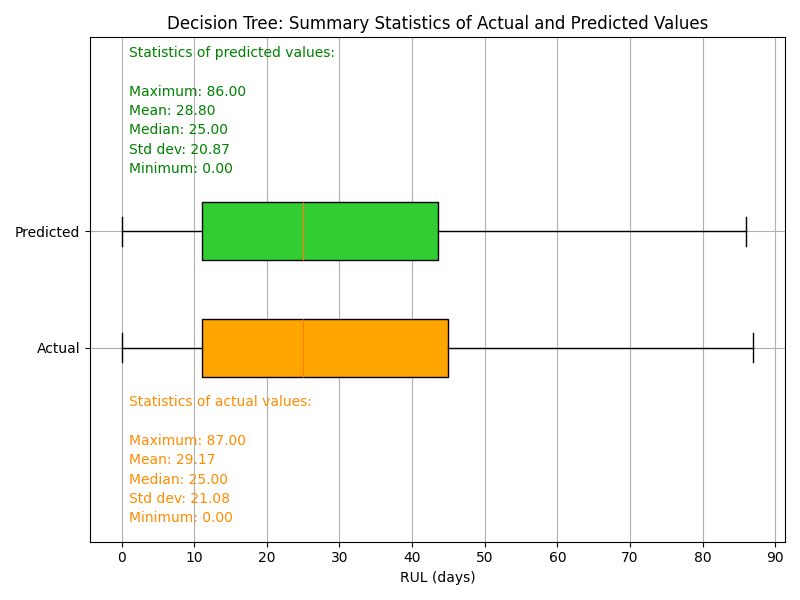 Decision Tree: Summary Statistics of Actual and Predicted Values
Statistics of predicted values:
Maximum: 86.00
Mean: 28.80
Median: 25.00
Std dev: 20.87
Minimum: 0.00
Predicted
Actual
Statistics of actual values:
Maximum: 87.00
Mean: 29.17
Median: 25.00
Std dev: 21.08
Minimum: 0.00
0 10 20 30 40 50 60 70 80 90
RUL (days)